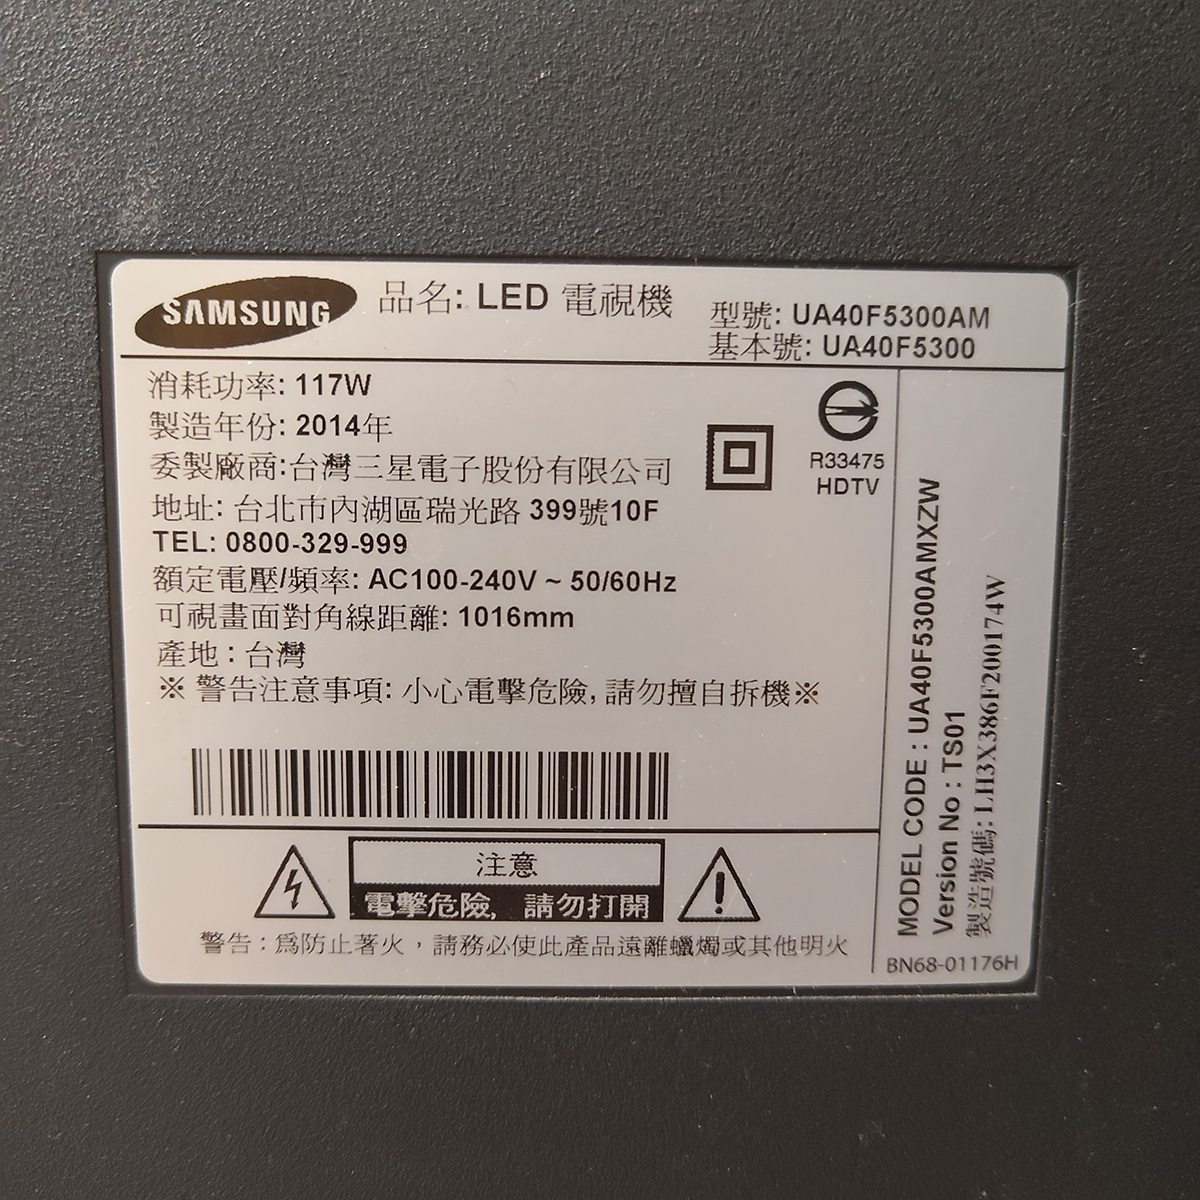 SAMSUNG
品名: LED 電視機
型號: UA40F5300AM
基本號: UA40F5300
消耗功率: 117W
製造年份: 2014年
委製廠商:台灣三星電子股份有限公司
地址: 台北市內湖區瑞光路 399號10F
TEL: 0800-329-999
額定電壓/頻率: AC100-240V ~ 50/60Hz
可視畫面對角線距離: 1016mm
產地 : 台灣
※ 警告注意事項: 小心電擊危險, 請勿擅自拆機※
R33475
HDTV
注意
電擊危險, 請勿打開
警告 : 為防止著火，請務必使此產品遠離蠟燭或其他明火
MODEL CODE : UA40F5300AMXZW
Version No : TS01
製造號碼: LH3X386F200174W
BN68-01176H